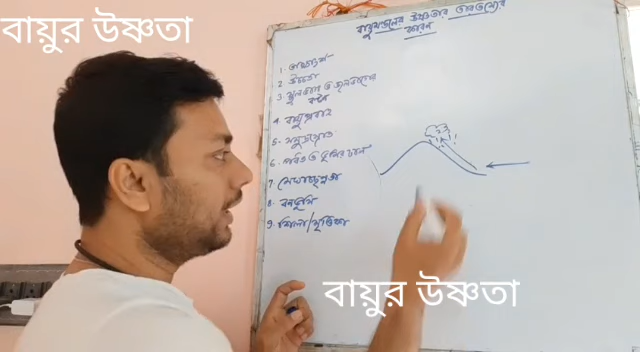 বায়ুর উষ্ণতা
বায়ুমণ্ডলের উষ্ণতার তারতম্যের
কারণ
1. অক্ষাংশ
2. উচ্চতা
3. স্থলভাগ ও জলভাগের
বণ্টন
4. বায়ুপ্রবাহ
5. সমুদ্রস্রোত
6. পর্বত ও ভূমির ঢাল
7. মেঘাচ্ছন্নতা
8. বনভূমি
9. শিলা/মৃত্তিকা
বায়ুর উষ্ণতা